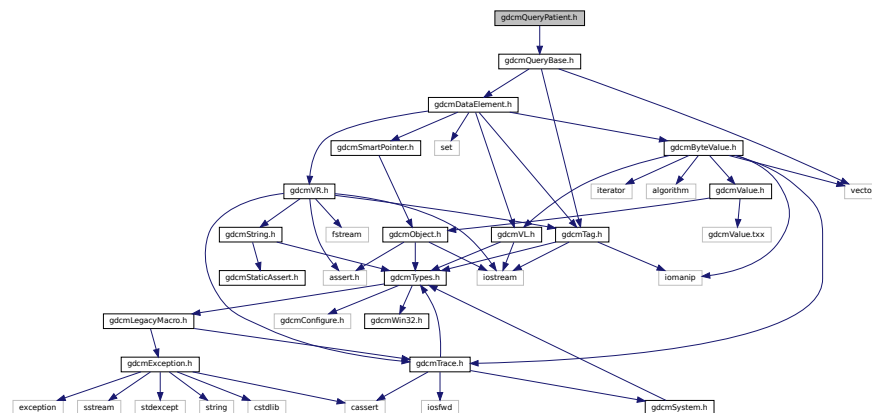 gdcmQueryPatient.h
gdcmQueryBase.h
gdcmDataElement.h
gdcmSmartPointer.h
set
gdcmByteValue.h
gdcmVR.h
iterator
algorithm
gdcmValue.h
vector
gdcmString.h
fstream
gdcmObject.h
gdcmVL.h
gdcmTag.h
gdcmValue.txx
gdcmStaticAssert.h
assert.h
gdcmTypes.h
iostream
iomanip
gdcmLegacyMacro.h
gdcmConfigure.h
gdcmWin32.h
gdcmException.h
gdcmTrace.h
exception
sstream
stdexcept
string
cstdlib
cassert
iosfwd
gdcmSystem.h